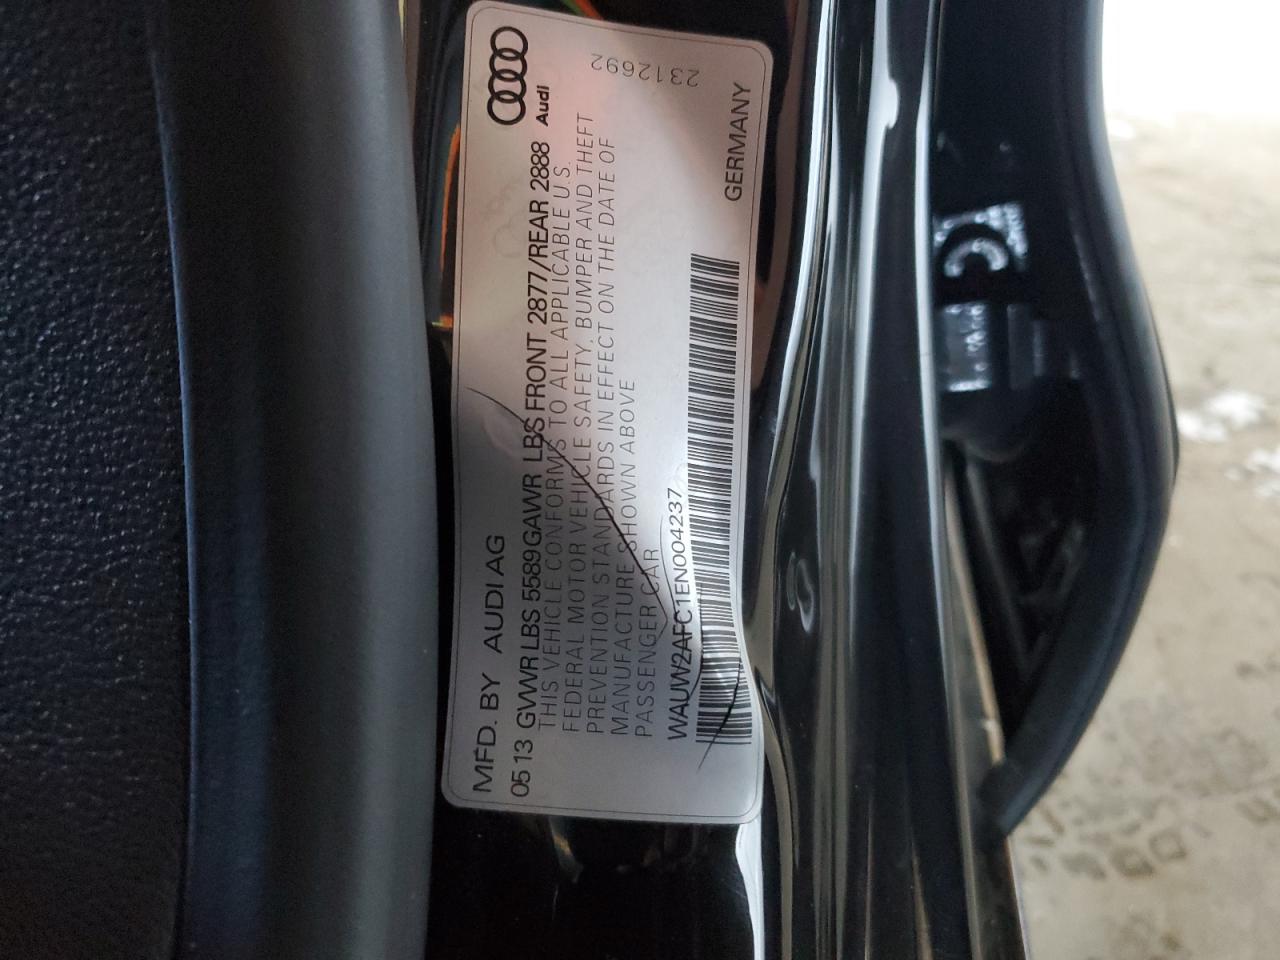 MFD. BY AUDI AG
0513 GVWR LBS 5589 GAWR LBS FRONT 2877/REAR 2888
Audi
THIS VEHICLE CONFORMS TO ALL APPLICABLE U.S.
FEDERAL MOTOR VEHICLE SAFETY, BUMPER AND THEFT
PREVENTION STANDARDS IN EFFECT ON THE DATE OF
MANUFACTURE SHOWN ABOVE
PASSENGER CAR
2312692
WAUW2AFC1EN004237
GERMANY